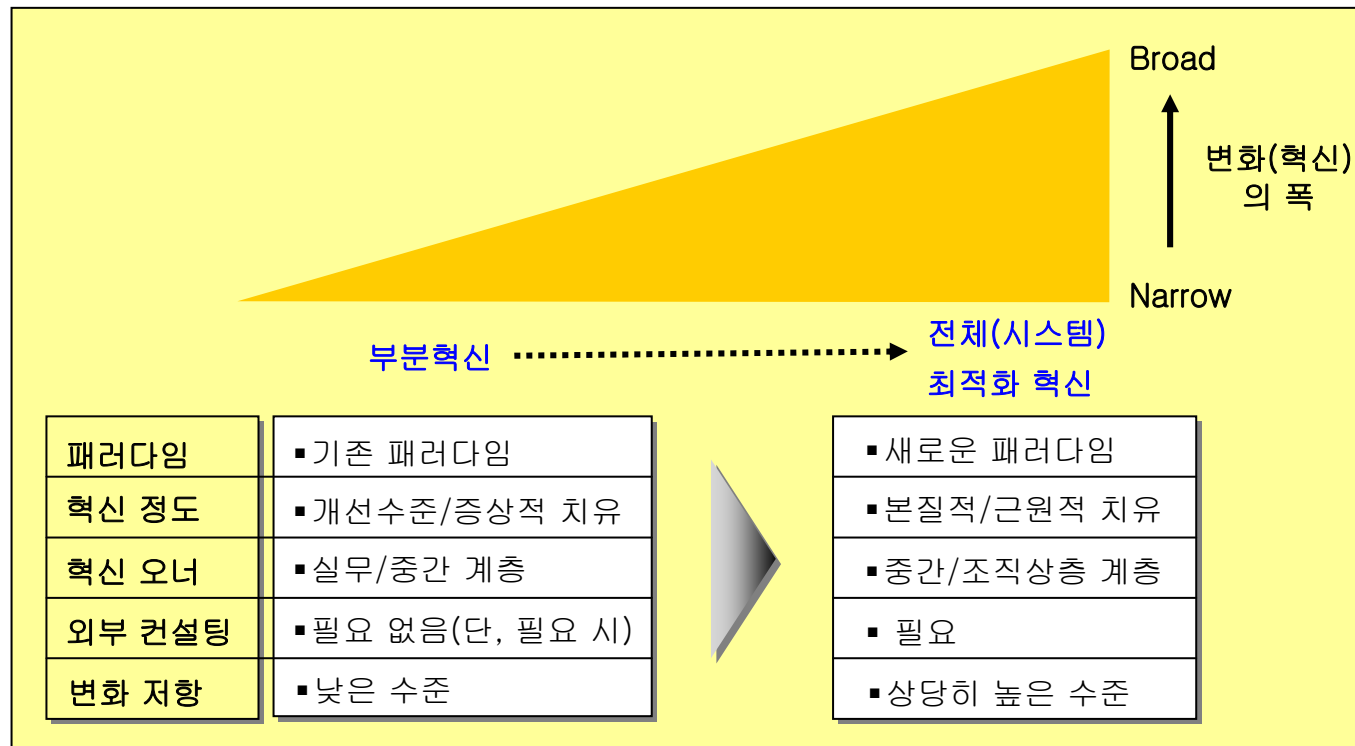 Broad
변화(혁신)
의 폭
Narrow
부분혁신
전체(시스템)
최적화 혁신
패러다임 ▪기존 패러다임 ▪새로운 패러다임
혁신 정도 ▪개선수준/증상적 치유 ▪본질적/근원적 치유
혁신 오너 ▪실무/중간 계층 ▪중간/조직상층 계층
외부 컨설팅 ▪필요 없음(단, 필요 시) ▪ 필요
변화 저항 ▪낮은 수준 ▪상당히 높은 수준